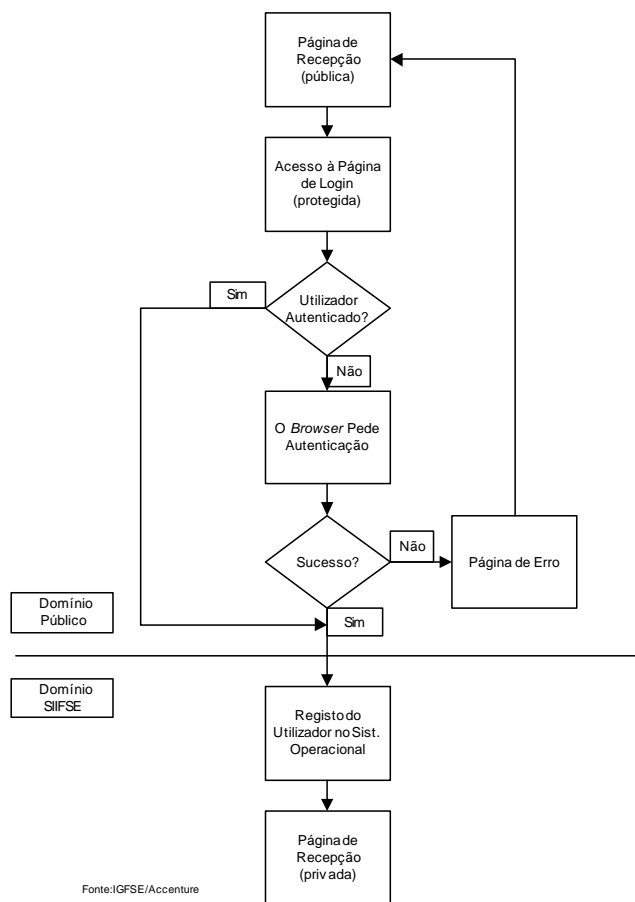 Página de
Recepção
(pública)
Acesso à Página
de Login
(protegida)
Sim
Utilizador
Autenticado?
Não
O Browser Pede
Autenticação
Sucesso?
Não
Página de Erro
Sim
Domínio
Público
Domínio
SIIFSE
Registo do
Utilizador no Sist.
Operacional
Página de
Recepção
(privada)
Fonte:IGFSE/Accenture